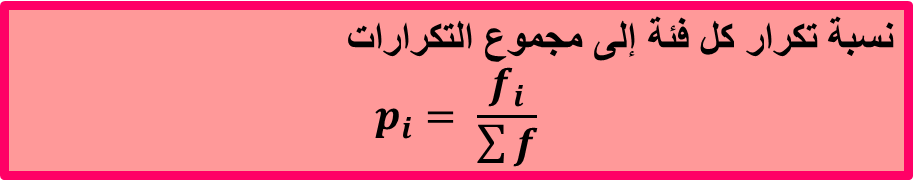 نسبة تكرار كل فئة إلى مجموع التكرارات
pᵢ = fᵢ / ∑ f